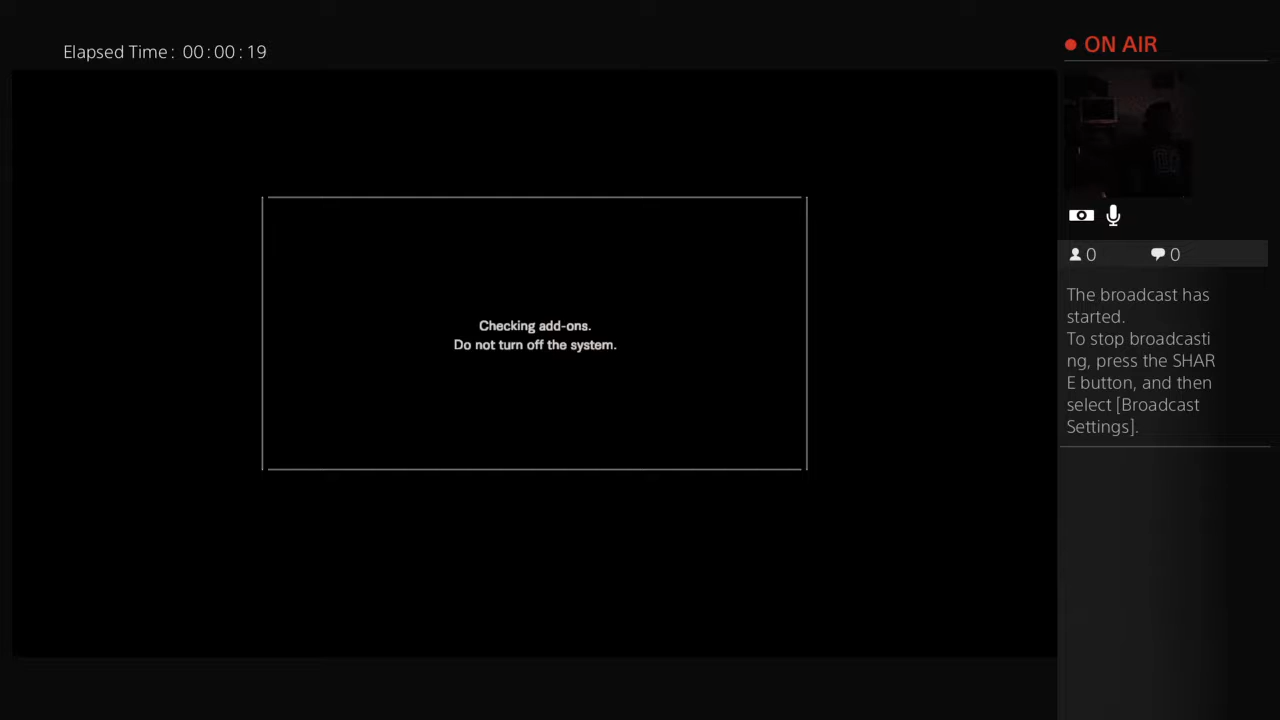 Elapsed Time: 00:00:19
ON AIR
0 0
Checking add-ons.
Do not turn off the system.
The broadcast has
started.
To stop broadcasti
ng, press the SHAR
E button, and then
select [Broadcast
Settings].